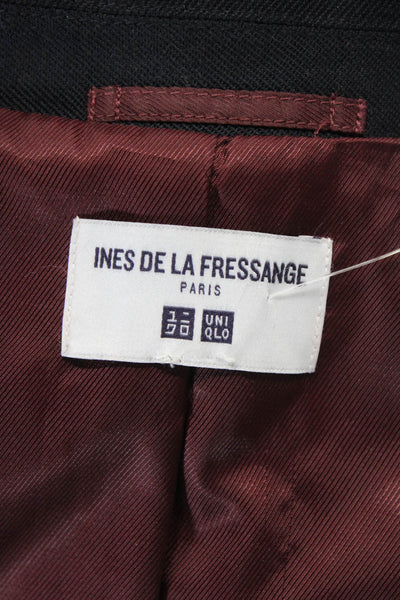 INES DE LA FRESSANGE
PARIS
ユニ UNI
クロ QLO